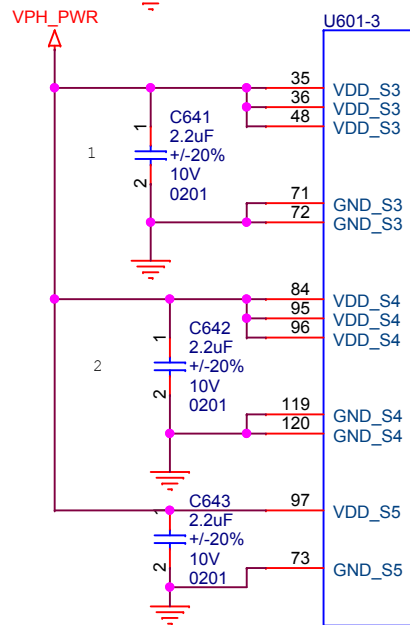 VPH_PWR
U601-3
35 VDD_S3
36 VDD_S3
48 VDD_S3
C641
2.2uF
+/-20%
10V
0201
1
2
1
71 GND_S3
72 GND_S3
84 VDD_S4
95 VDD_S4
96 VDD_S4
C642
2.2uF
+/-20%
10V
0201
1
2
2
119 GND_S4
120 GND_S4
97 VDD_S5
C643
2.2uF
+/-20%
10V
0201
1
2
73 GND_S5